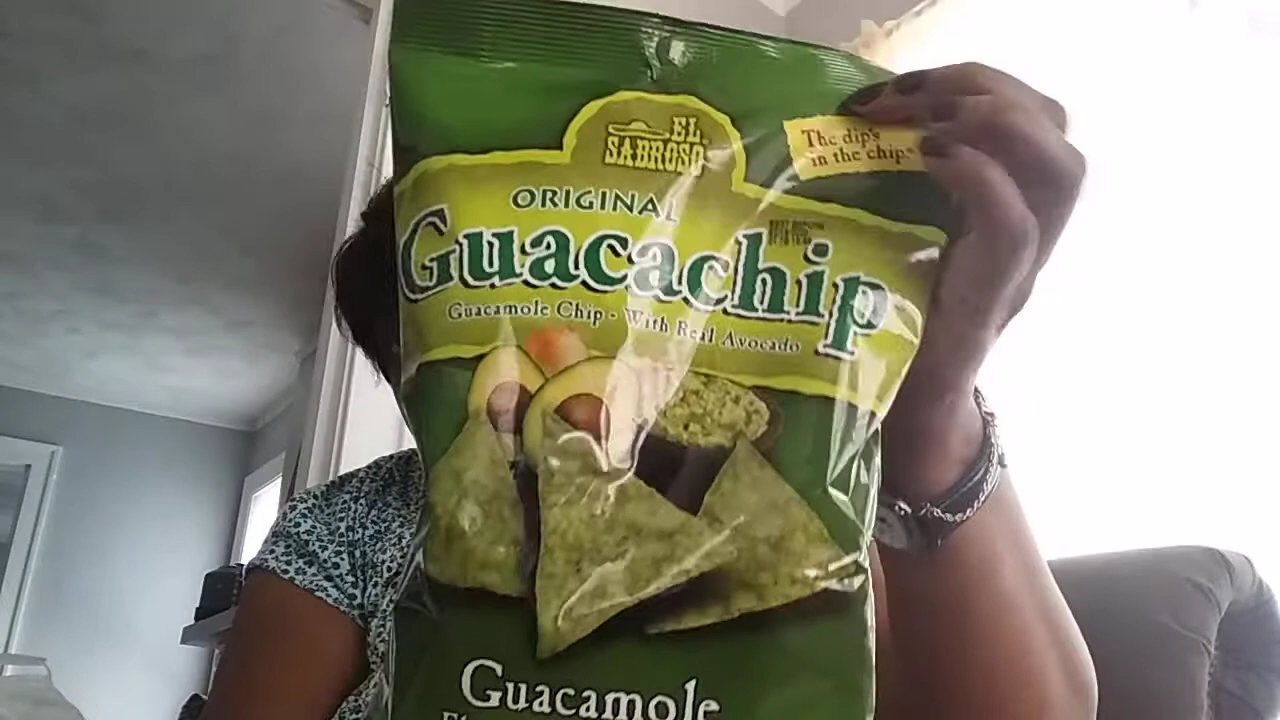 EL
SABROSO
The dip's
in the chip.
ORIGINAL
Guacachip
Guacamole Chip - With Real Avocado
Guacamole